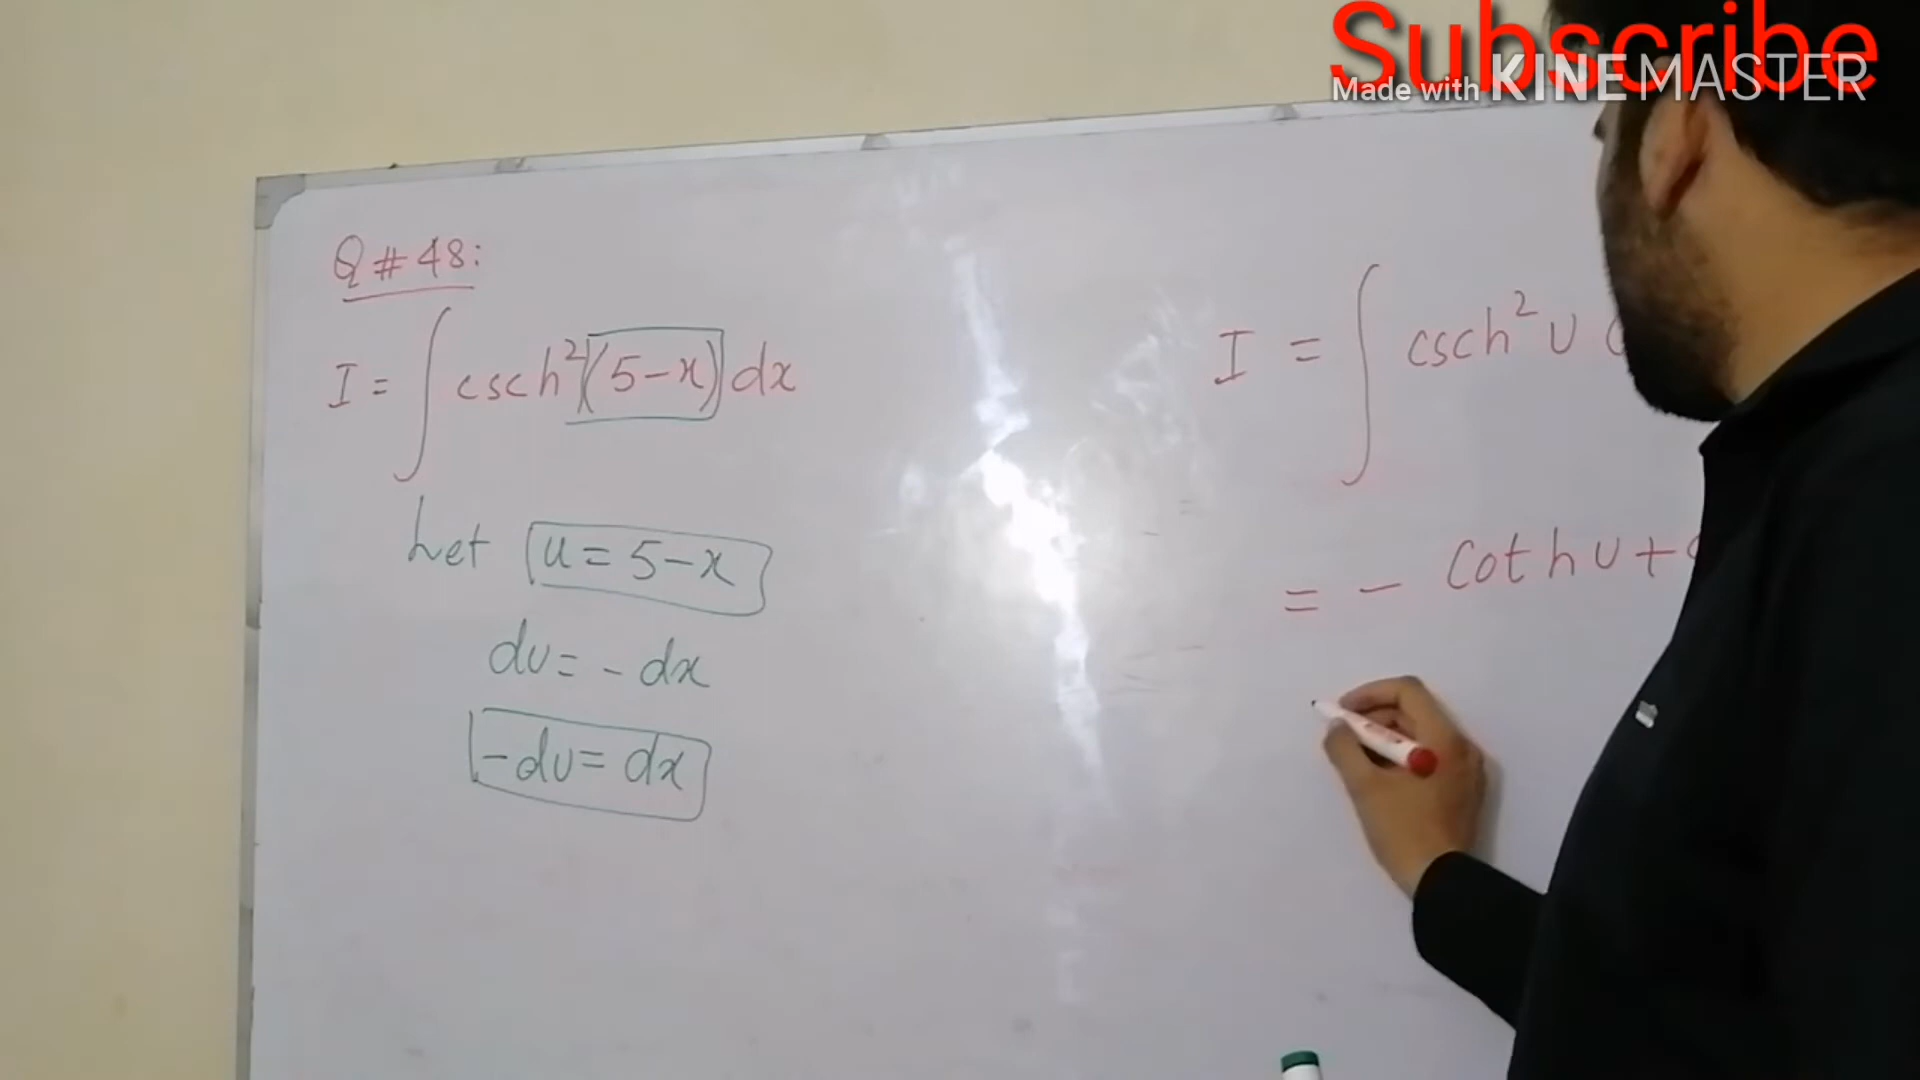 Subscribe
Made with KINEMASTER
Q # 48:
I = ∫ csch²(5-x) dx
Let u = 5-x
du = - dx
-du = dx
I = ∫ csch² u
= - Coth u +